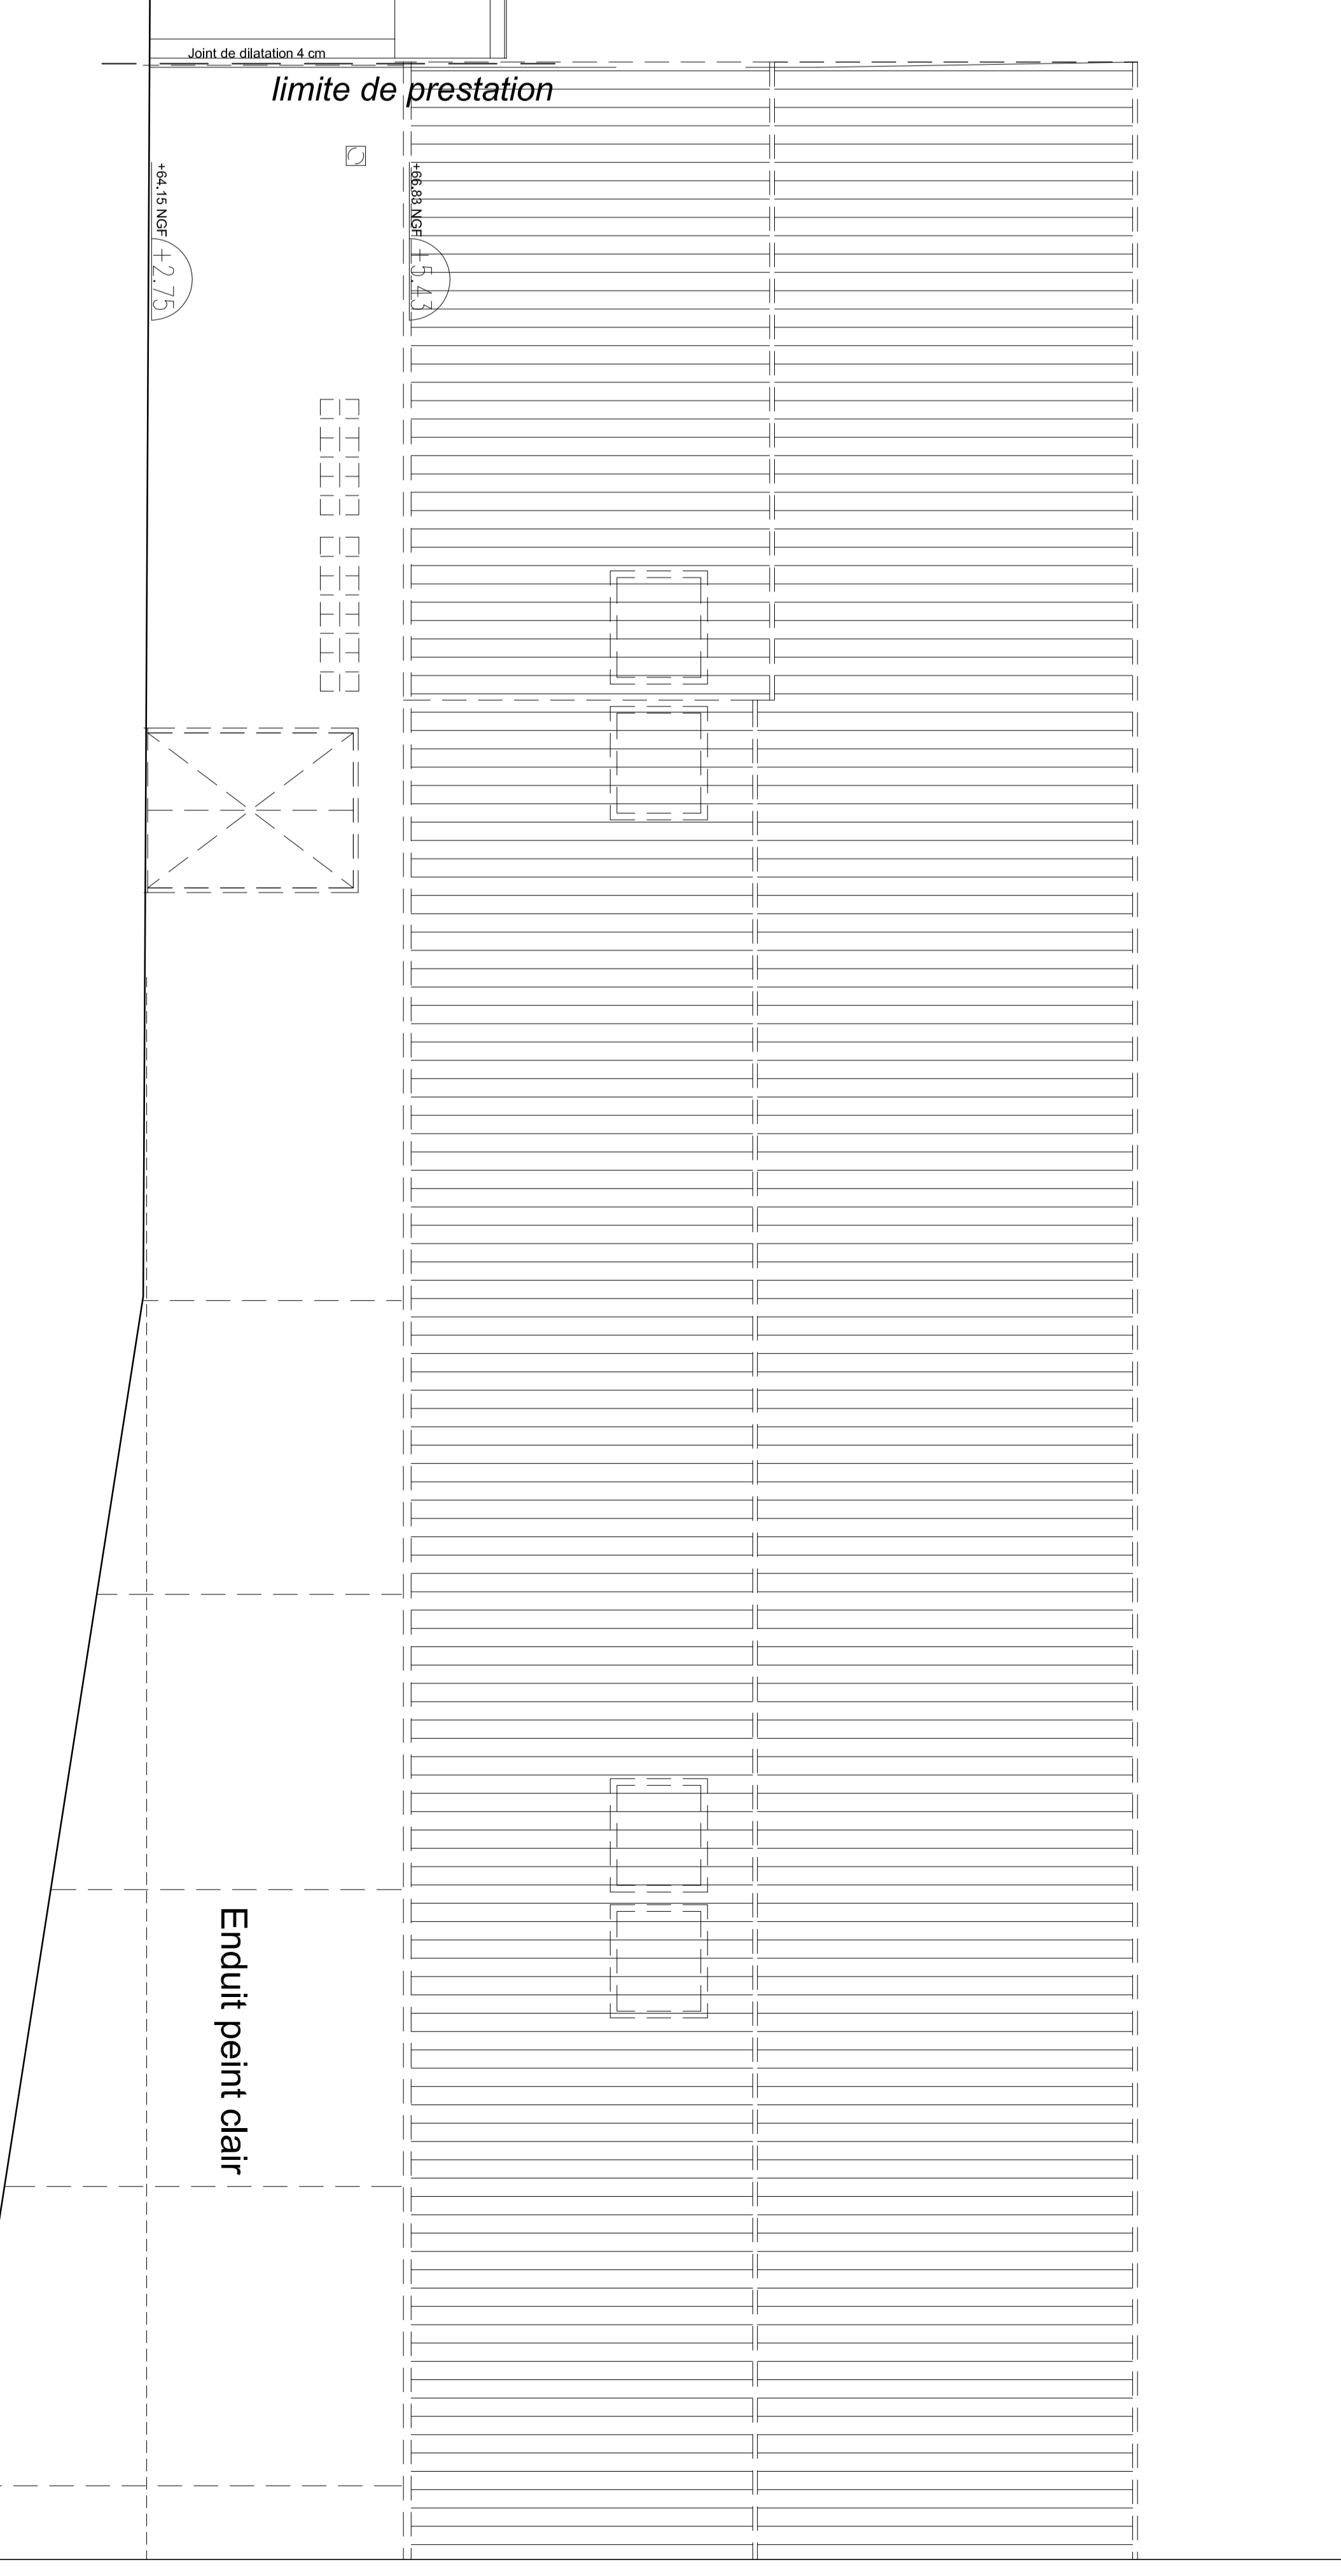 Joint de dilatation 4 cm
limite de prestation
+64.15 NGF
+2.75
+66.83 NGF
+5.43
Enduit peint clair